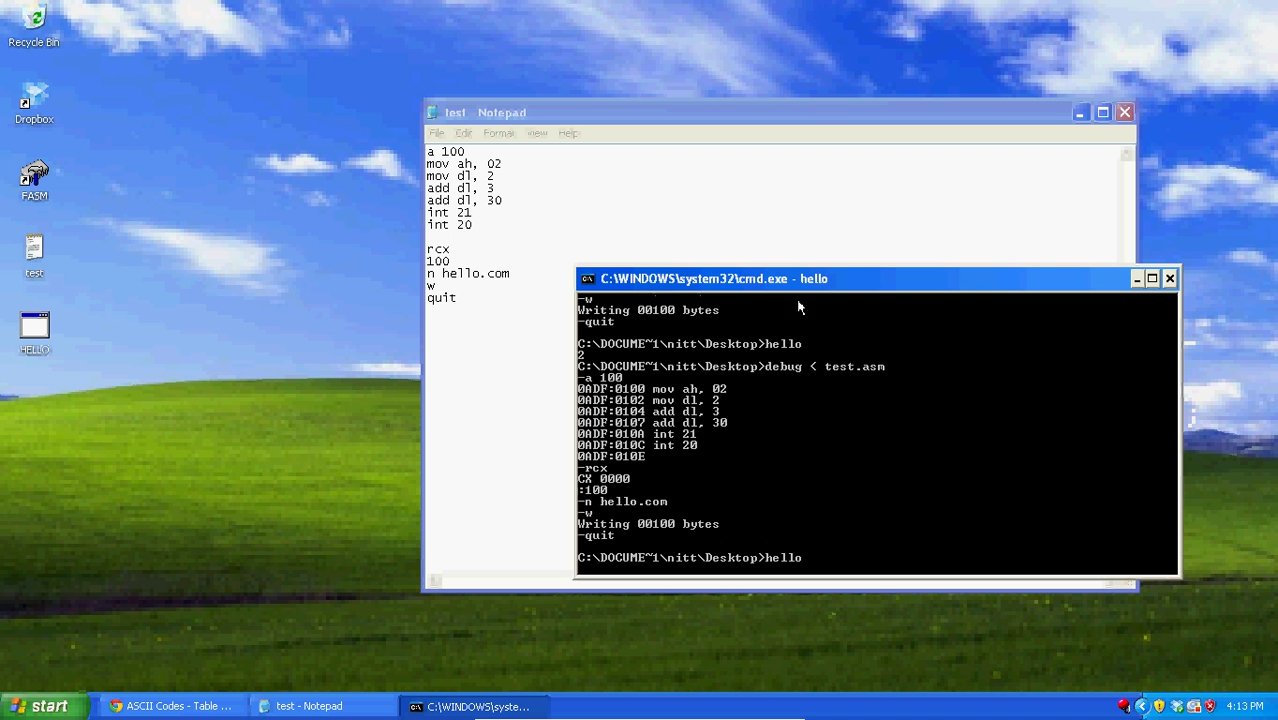 Recycle Bin
Dropbox
FASM
test
HELLO
test - Notepad
File Edit Format View Help
a 100
mov ah, 02
mov dl, 2
add dl, 3
add dl, 30
int 21
int 20
rcx
100
n hello.com
w
quit
C:\WINDOWS\system32\cmd.exe - hello
-w
Writing 00100 bytes
-quit
C:\DOCUME~1\nitt\Desktop>hello
2
C:\DOCUME~1\nitt\Desktop>debug < test.asm
-a 100
0ADF:0100 mov ah, 02
0ADF:0102 mov dl, 2
0ADF:0104 add dl, 3
0ADF:0107 add dl, 30
0ADF:010A int 21
0ADF:010C int 20
0ADF:010E
-rcx
CX 0000
:100
-n hello.com
-w
Writing 00100 bytes
-quit
C:\DOCUME~1\nitt\Desktop>hello
start
ASCII Codes - Table ...
test - Notepad
C:\WINDOWS\syste...
4:13 PM